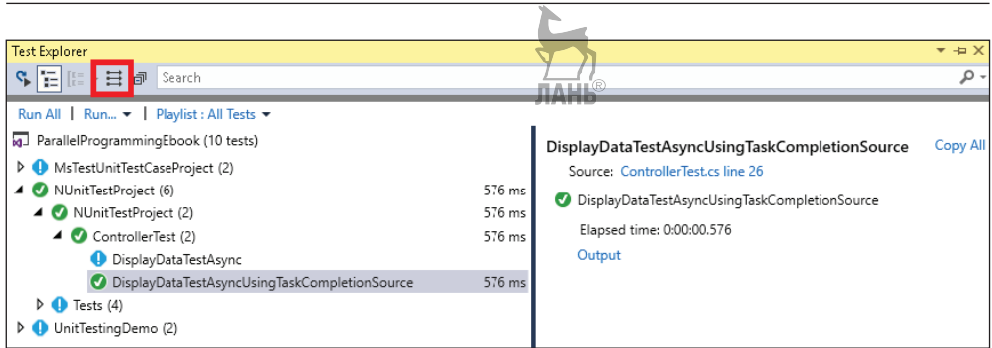 Test Explorer
Search
ЛАНЬ®
Run All | Run... | Playlist : All Tests
ParallelProgrammingEbook (10 tests)
MsTestUnitTestCaseProject (2)
NUnitTestProject (6) 576 ms
NUnitTestProject (2) 576 ms
ControllerTest (2) 576 ms
DisplayDataTestAsync
DisplayDataTestAsyncUsingTaskCompletionSource 576 ms
Tests (4)
UnitTestingDemo (2)
DisplayDataTestAsyncUsingTaskCompletionSource Copy All
Source: ControllerTest.cs line 26
DisplayDataTestAsyncUsingTaskCompletionSource
Elapsed time: 0:00:00.576
Output